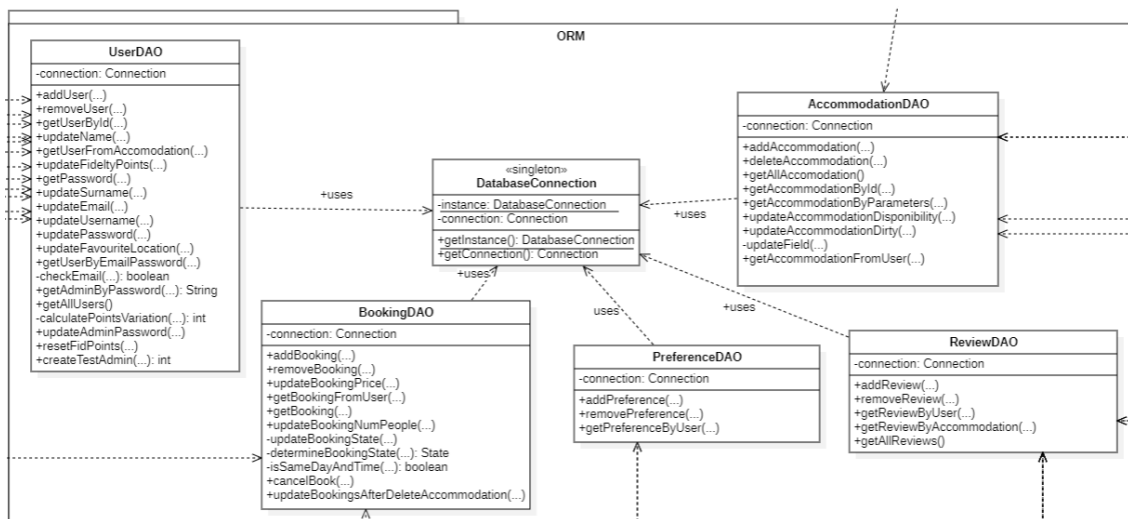 ORM
UserDAO
-connection: Connection
+addUser(...)
+removeUser(...)
+getUserById(...)
+updateName(...)
+getUserFromAccomodation(...)
+updateFideltyPoints(...)
+getPassword(...)
+updateSurname(...)
+updateEmail(...)
+updateUsername(...)
+updatePassword(...)
+updateFavouriteLocation(...)
+getUserByEmailPassword(...)
-checkEmail(...): boolean
+getAdminByPassword(...): String
+getAllUsers()
-calculatePointsVariation(...): int
+updateAdminPassword(...)
+resetFidPoints(...)
+createTestAdmin(...): int
+uses
«singleton»
DatabaseConnection
-instance: DatabaseConnection
-connection: Connection
+getInstance(): DatabaseConnection
+getConnection(): Connection
+uses
AccommodationDAO
-connection: Connection
+addAccommodation(...)
+deleteAccommodation(...)
+getAllAccomodation()
+getAccommodationById(...)
+getAccommodationByParameters(...)
+updateAccommodationDisponibility(...)
+updateAccommodationDirty(...)
-updateField(...)
+getAccommodationFromUser(...)
+uses
BookingDAO
-connection: Connection
+addBooking(...)
+removeBooking(...)
+updateBookingPrice(...)
+getBookingFromUser(...)
+getBooking(...)
+updateBookingNumPeople(...)
-updateBookingState(...)
-determineBookingState(...): State
-isSameDayAndTime(...): boolean
+cancelBook(...)
+updateBookingsAfterDeleteAccommodation(...)
uses
PreferenceDAO
-connection: Connection
+addPreference(...)
+removePreference(...)
+getPreferenceByUser(...)
+uses
ReviewDAO
-connection: Connection
+addReview(...)
+removeReview(...)
+getReviewByUser(...)
+getReviewByAccommodation(...)
+getAllReviews()